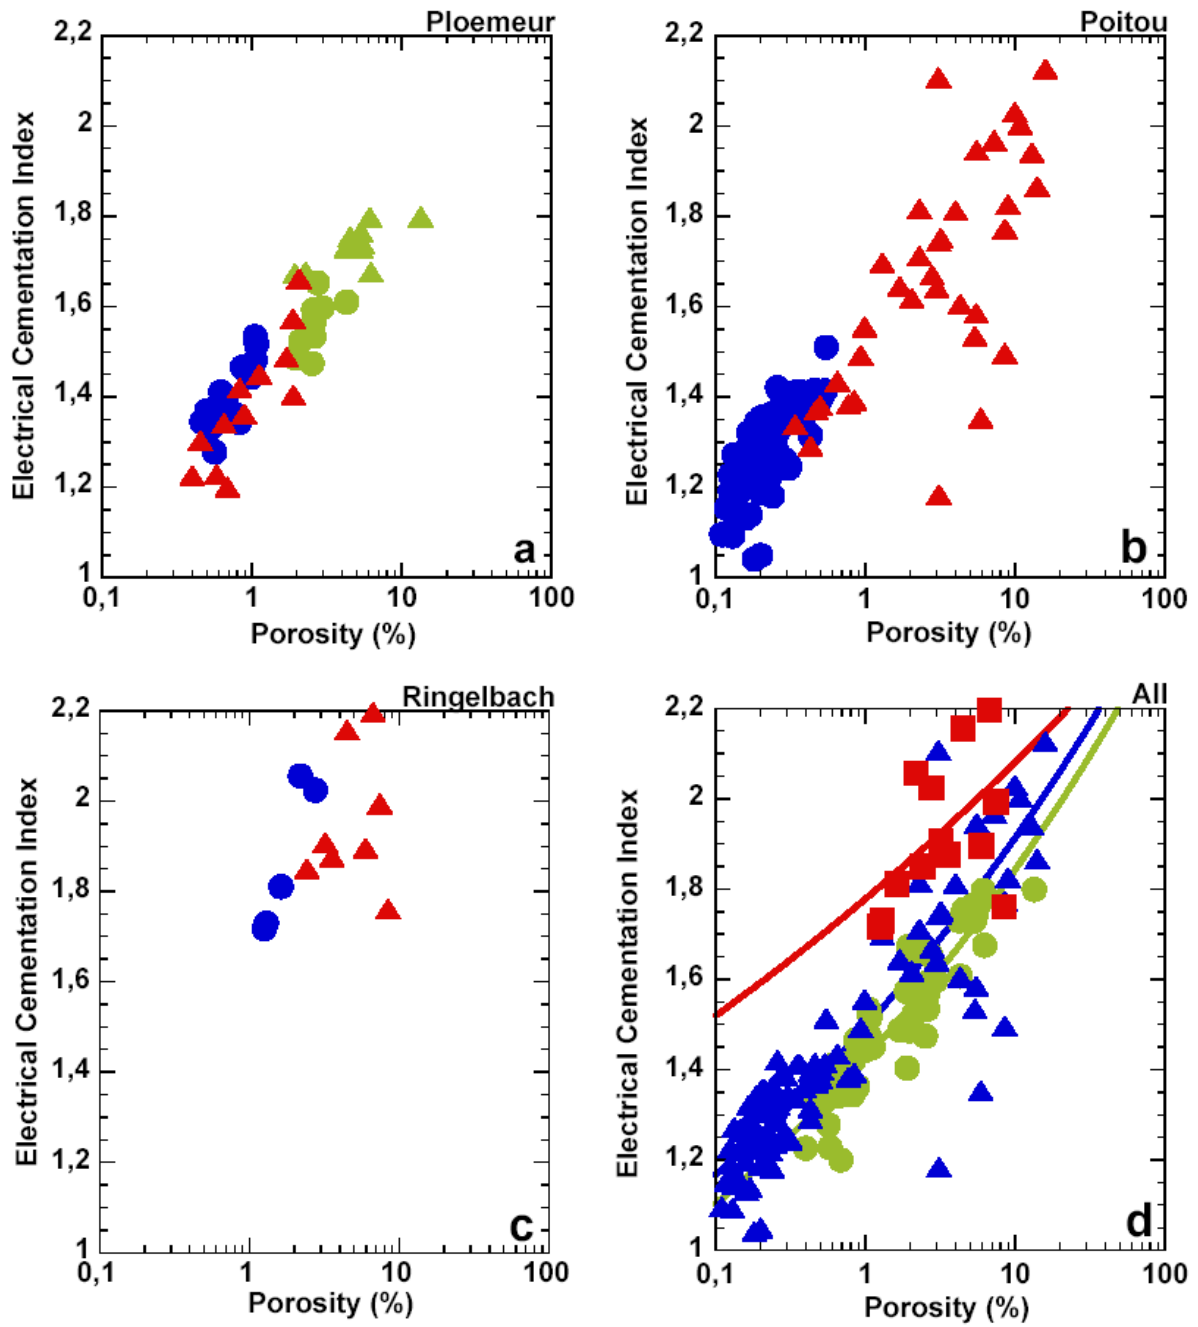 Ploemeur
2,2
2
1,8
1,6
1,4
1,2
1
Electrical Cementation Index
a
0,1 1 10 100
Porosity (%)
Poitou
2,2
2
1,8
1,6
1,4
1,2
1
Electrical Cementation Index
b
0,1 1 10 100
Porosity (%)
Ringelbach
2,2
2
1,8
1,6
1,4
1,2
1
Electrical Cementation Index
c
0,1 1 10 100
Porosity (%)
All
2,2
2
1,8
1,6
1,4
1,2
1
Electrical Cementation Index
d
0,1 1 10 100
Porosity (%)